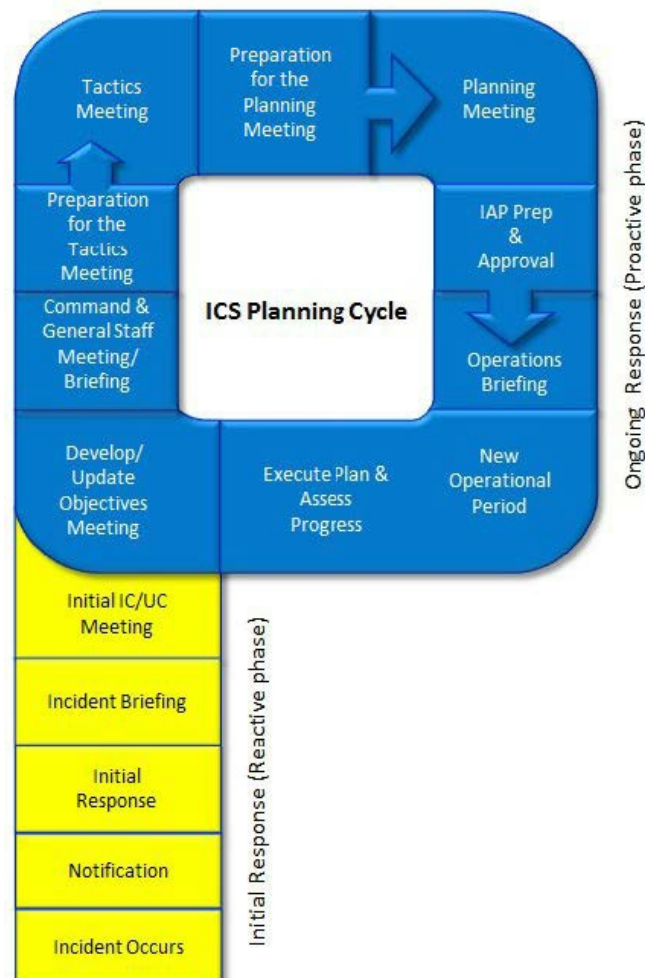 Tactics
Meeting
Preparation
for the
Planning
Meeting
Planning
Meeting
Preparation
for the
Tactics
Meeting
IAP Prep
&
Approval
ICS Planning Cycle
Command &
General Staff
Meeting/
Briefing
Operations
Briefing
Develop/
Update
Objectives
Meeting
Execute Plan &
Assess
Progress
New
Operational
Period
Ongoing Response (Proactive phase)
Initial IC/UC
Meeting
Incident Briefing
Initial
Response
Notification
Incident Occurs
Initial Response (Reactive phase)